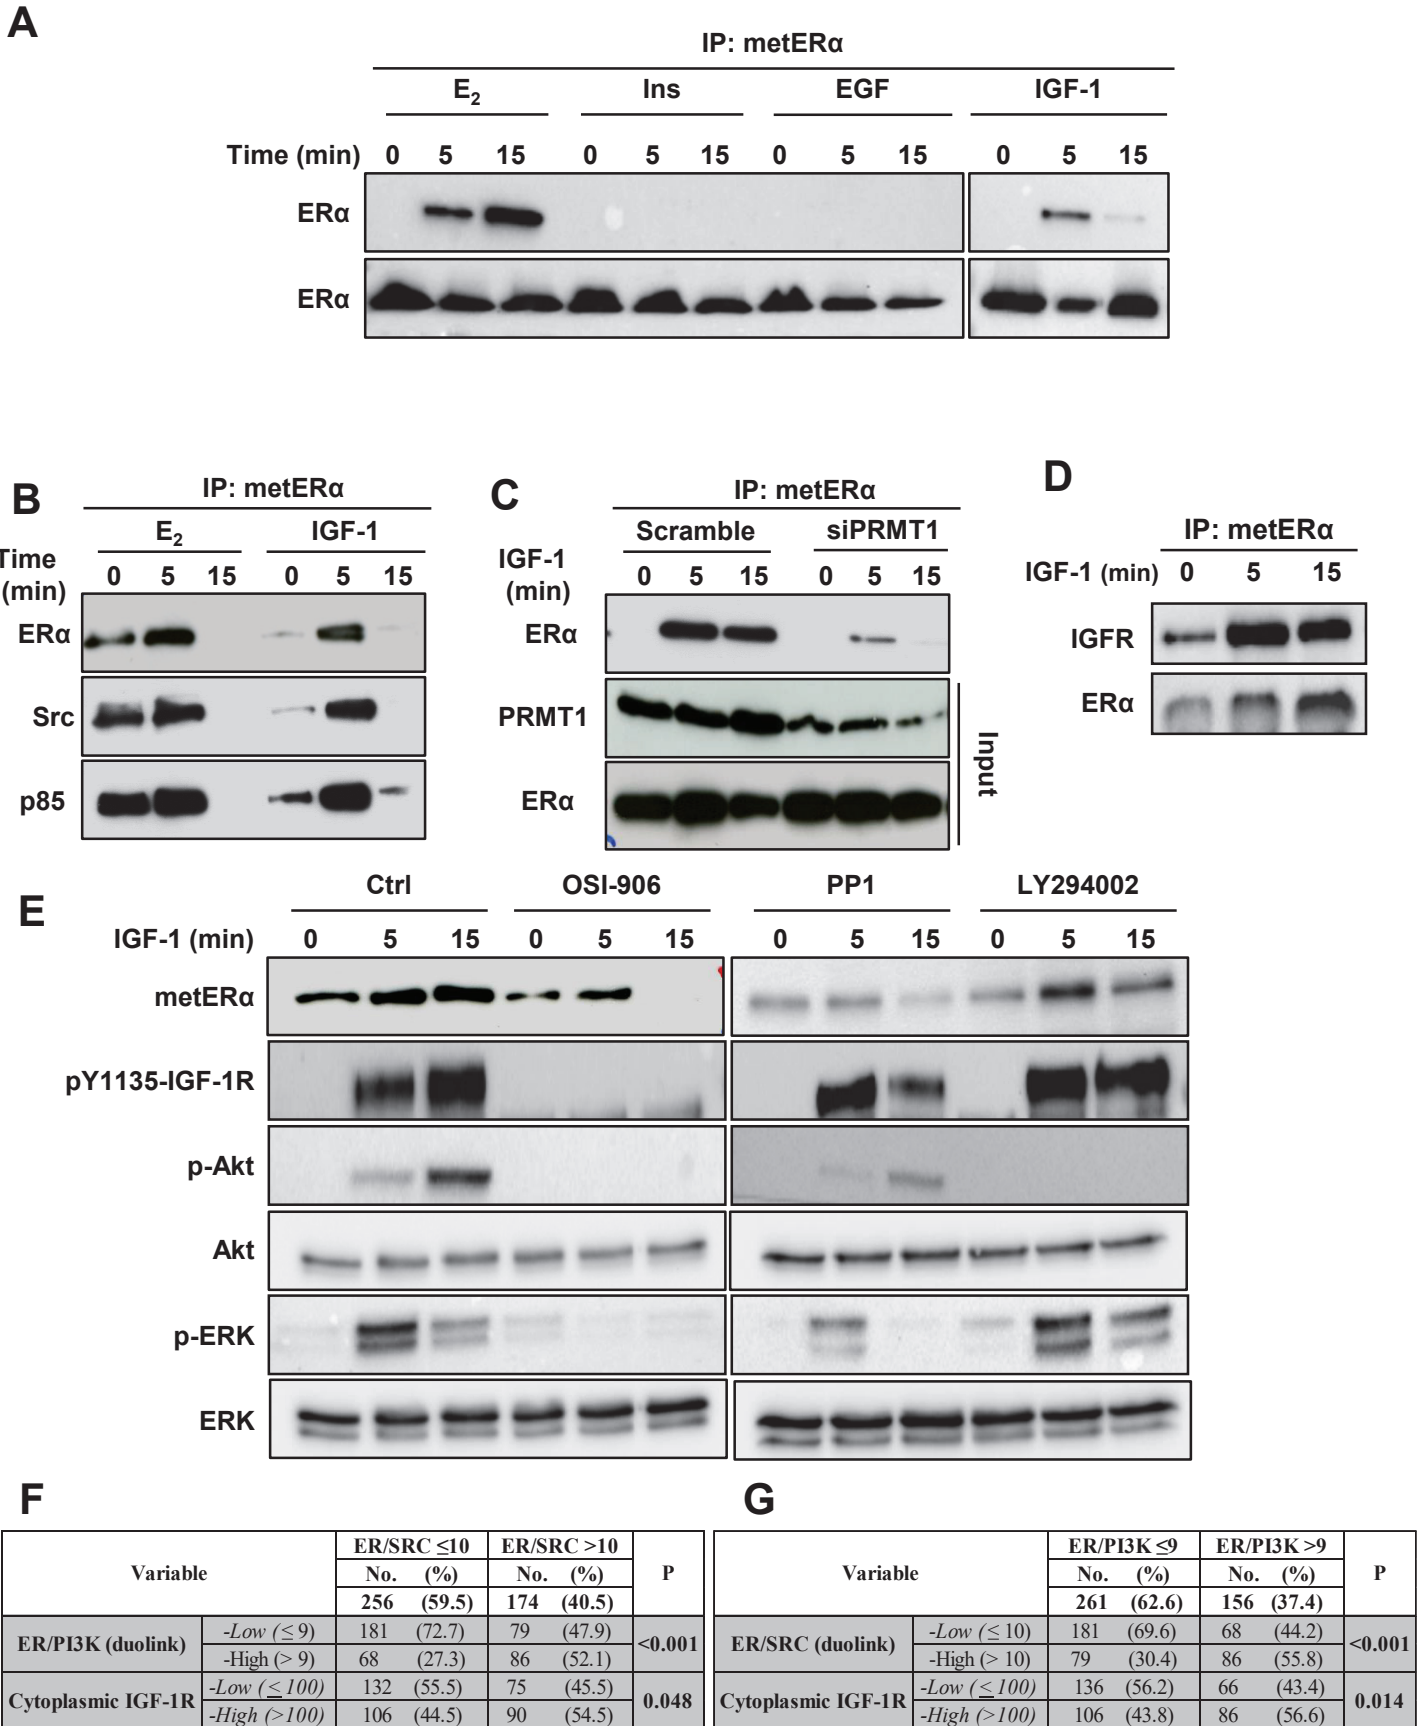 A
IP: metERα
E2 Ins EGF IGF-1
Time (min) 0 5 15 0 5 15 0 5 15 0 5 15
ERα
ERα
B
IP: metERα
E2 IGF-1
Time
(min) 0 5 15 0 5 15
ERα
Src
p85
C
IP: metERα
Scramble siPRMT1
IGF-1
(min) 0 5 15 0 5 15
ERα
PRMT1
ERα
Input
D
IP: metERα
IGF-1 (min) 0 5 15
IGFR
ERα
E
Ctrl OSI-906 PP1 LY294002
IGF-1 (min) 0 5 15 0 5 15 0 5 15 0 5 15
metERα
pY1135-IGF-1R
p-Akt
Akt
p-ERK
ERK
F
Variable ER/SRC ≤10 ER/SRC >10 P
No. (%) No. (%)
256 (59.5) 174 (40.5)
ER/PI3K (duolink) -Low (≤ 9) 181 (72.7) 79 (47.9) <0.001
-High (> 9) 68 (27.3) 86 (52.1)
Cytoplasmic IGF-1R -Low (≤ 100) 132 (55.5) 75 (45.5) 0.048
-High (>100) 106 (44.5) 90 (54.5)
G
Variable ER/PI3K ≤9 ER/PI3K >9 P
No. (%) No. (%)
261 (62.6) 156 (37.4)
ER/SRC (duolink) -Low (≤ 10) 181 (69.6) 68 (44.2) <0.001
-High (> 10) 79 (30.4) 86 (55.8)
Cytoplasmic IGF-1R -Low (≤ 100) 136 (56.2) 66 (43.4) 0.014
-High (>100) 106 (43.8) 86 (56.6)